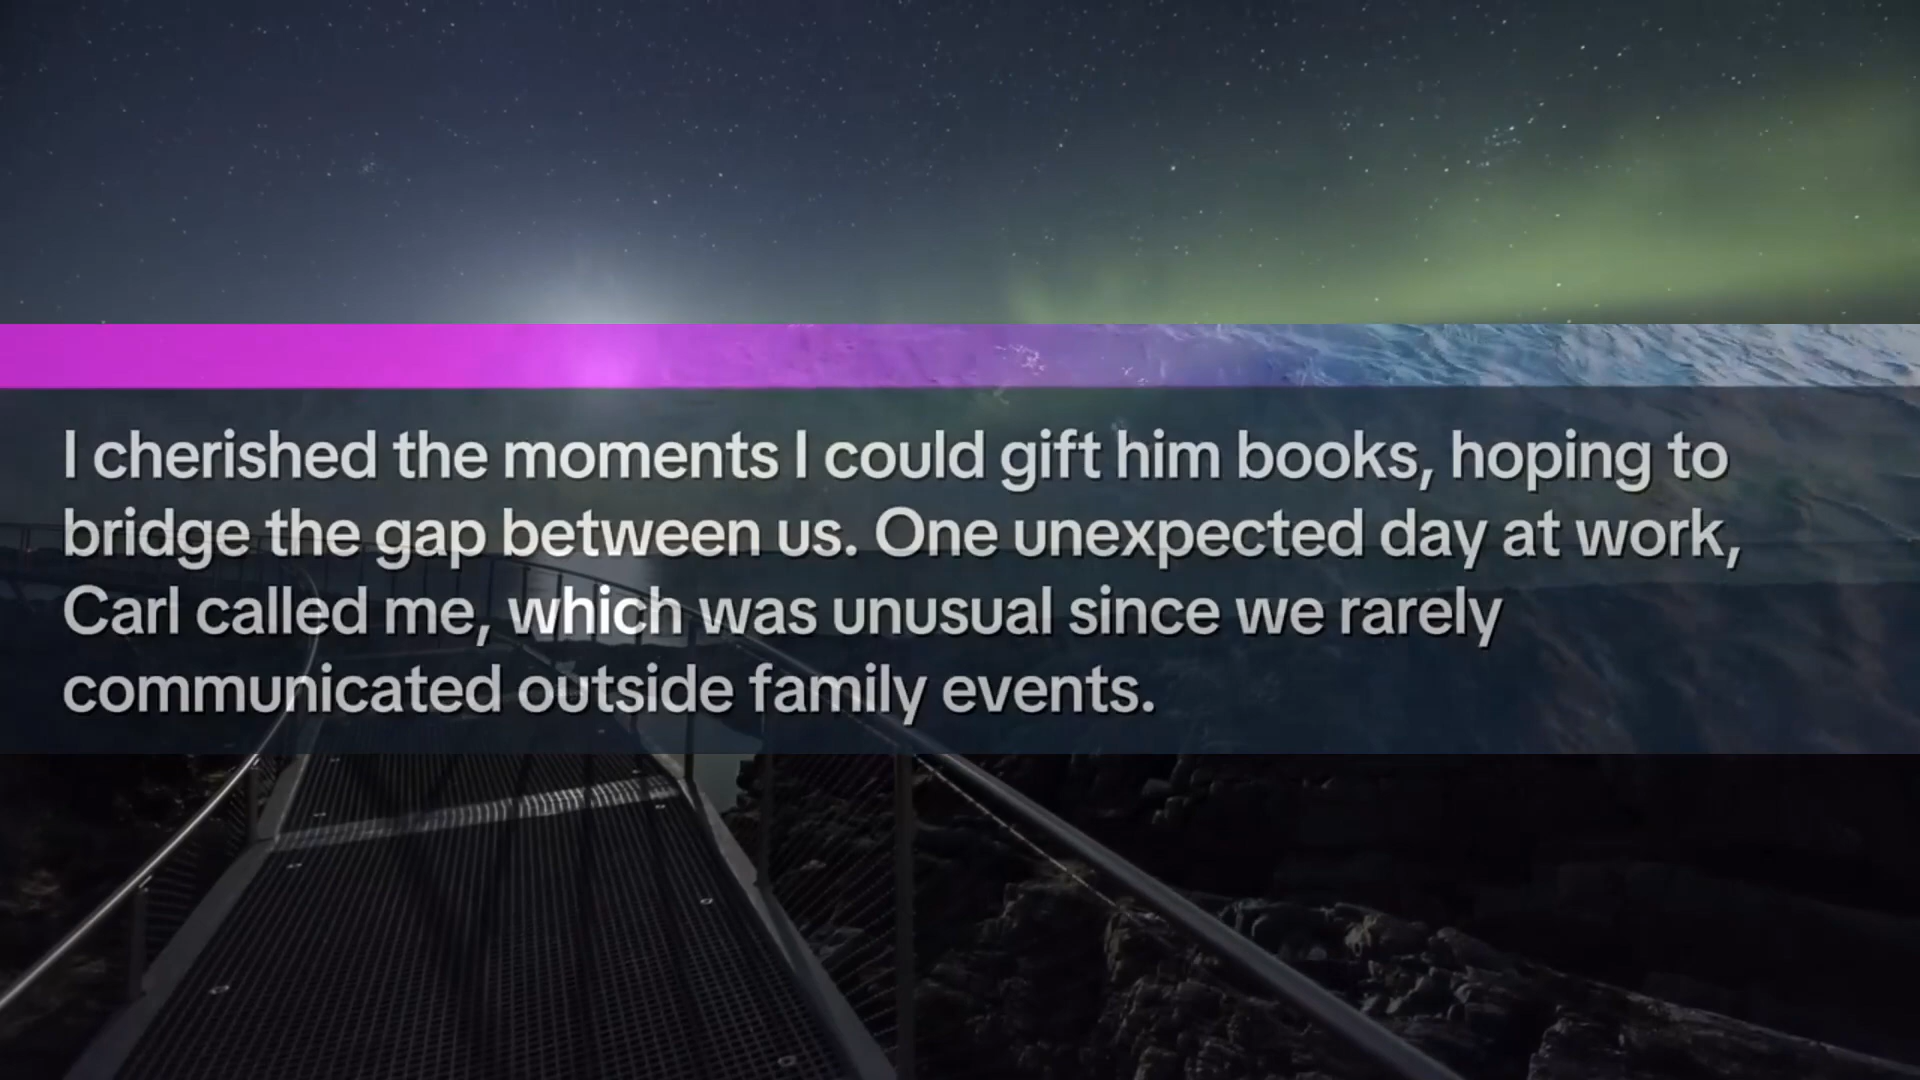 I cherished the moments I could gift him books, hoping to
bridge the gap between us. One unexpected day at work,
Carl called me, which was unusual since we rarely
communicated outside family events.